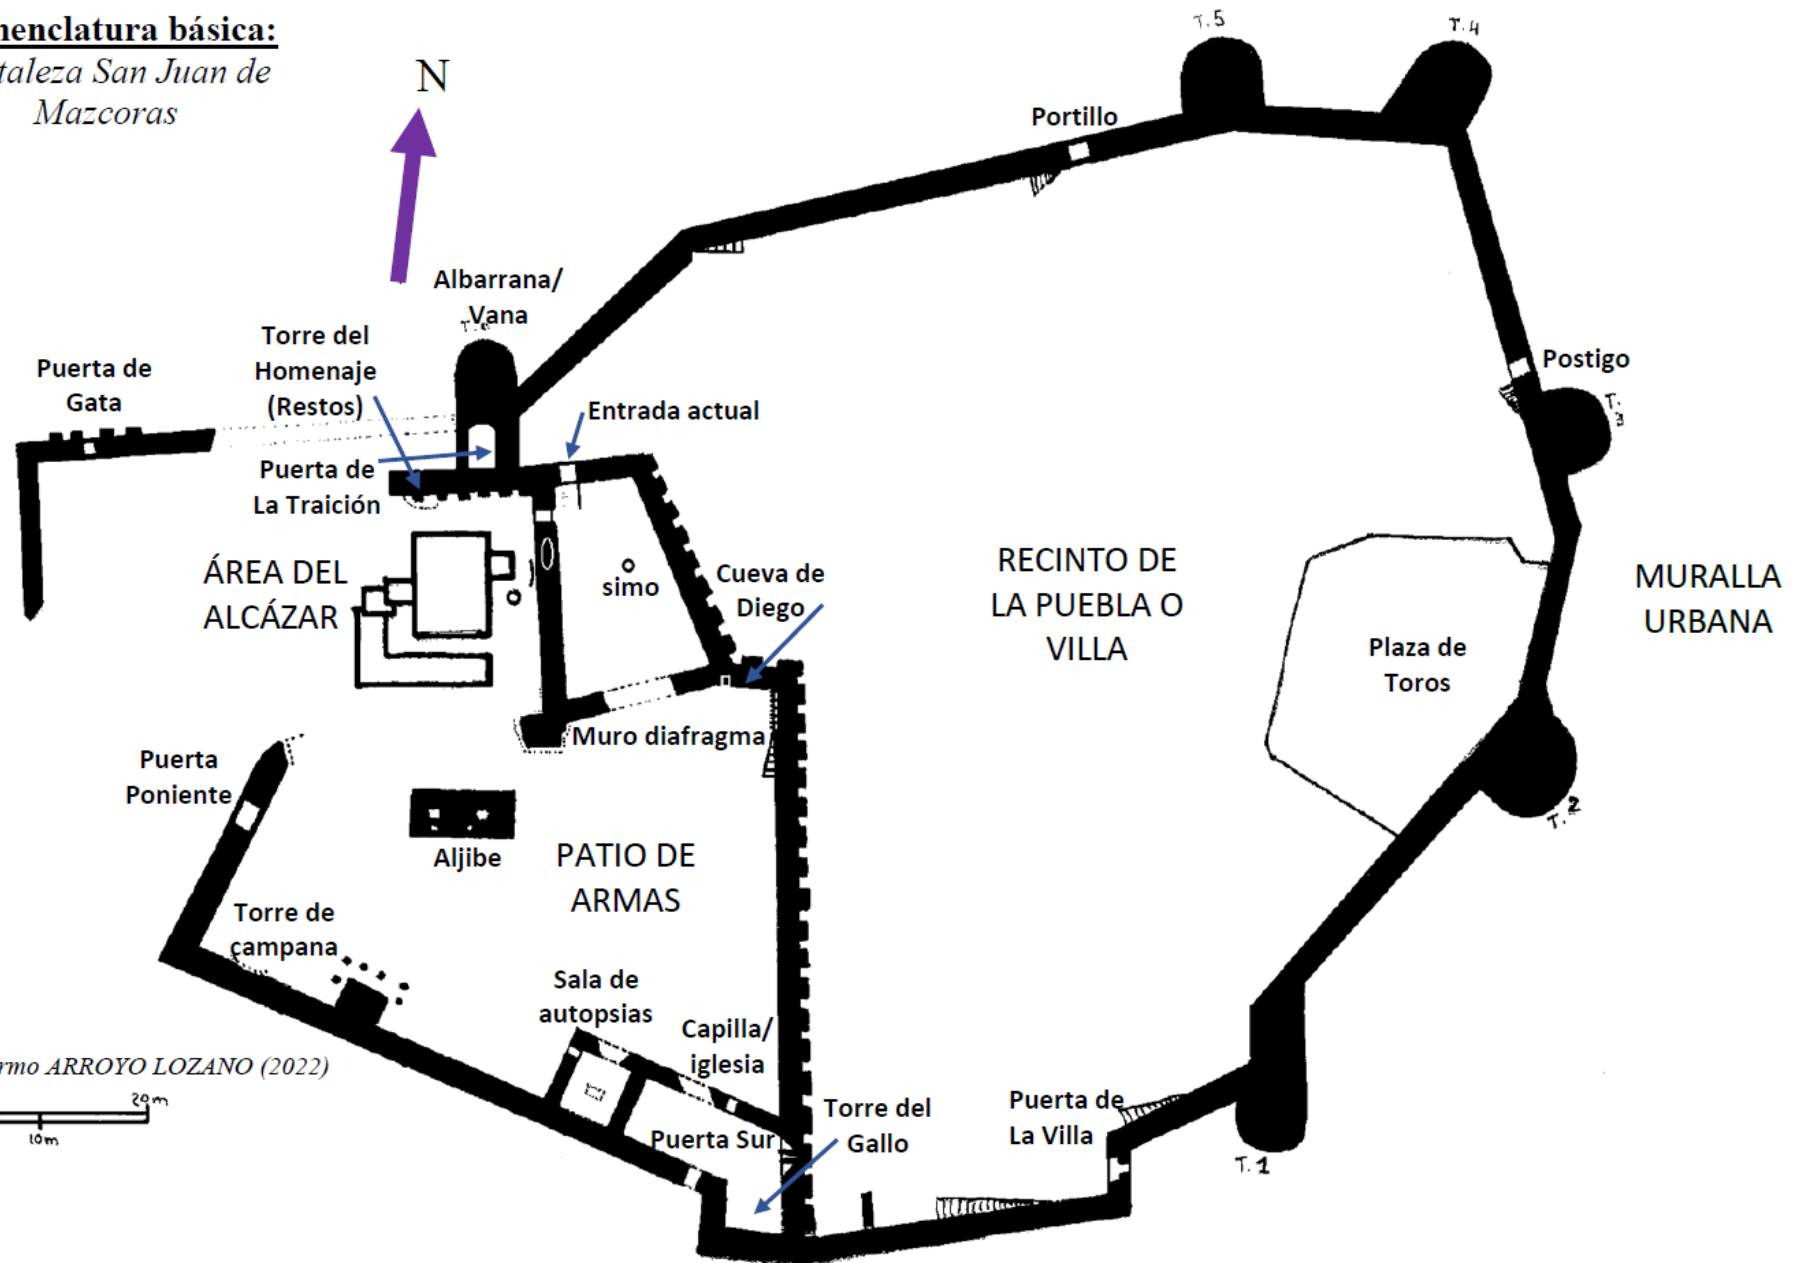 nenclatura básica:
taleza San Juan de
Mazcoras
N
T.5
T.4
Portillo
Albarrana/
Vana
Torre del
Homenaje
(Restos)
Puerta de
Gata
Postigo
Entrada actual
Puerta de
La Traición
ÁREA DEL
ALCÁZAR
simo
Cueva de
Diego
RECINTO DE
LA PUEBLA O
VILLA
MURALLA
URBANA
Plaza de
Toros
Muro diafragma
Puerta
Poniente
T.2
Aljibe
PATIO DE
ARMAS
Torre de
campana
Sala de
autopsias
Capilla/
iglesia
rmo ARROYO LOZANO (2022)
20m
10m
Puerta Sur
Torre del
Gallo
Puerta de
La Villa
T.1